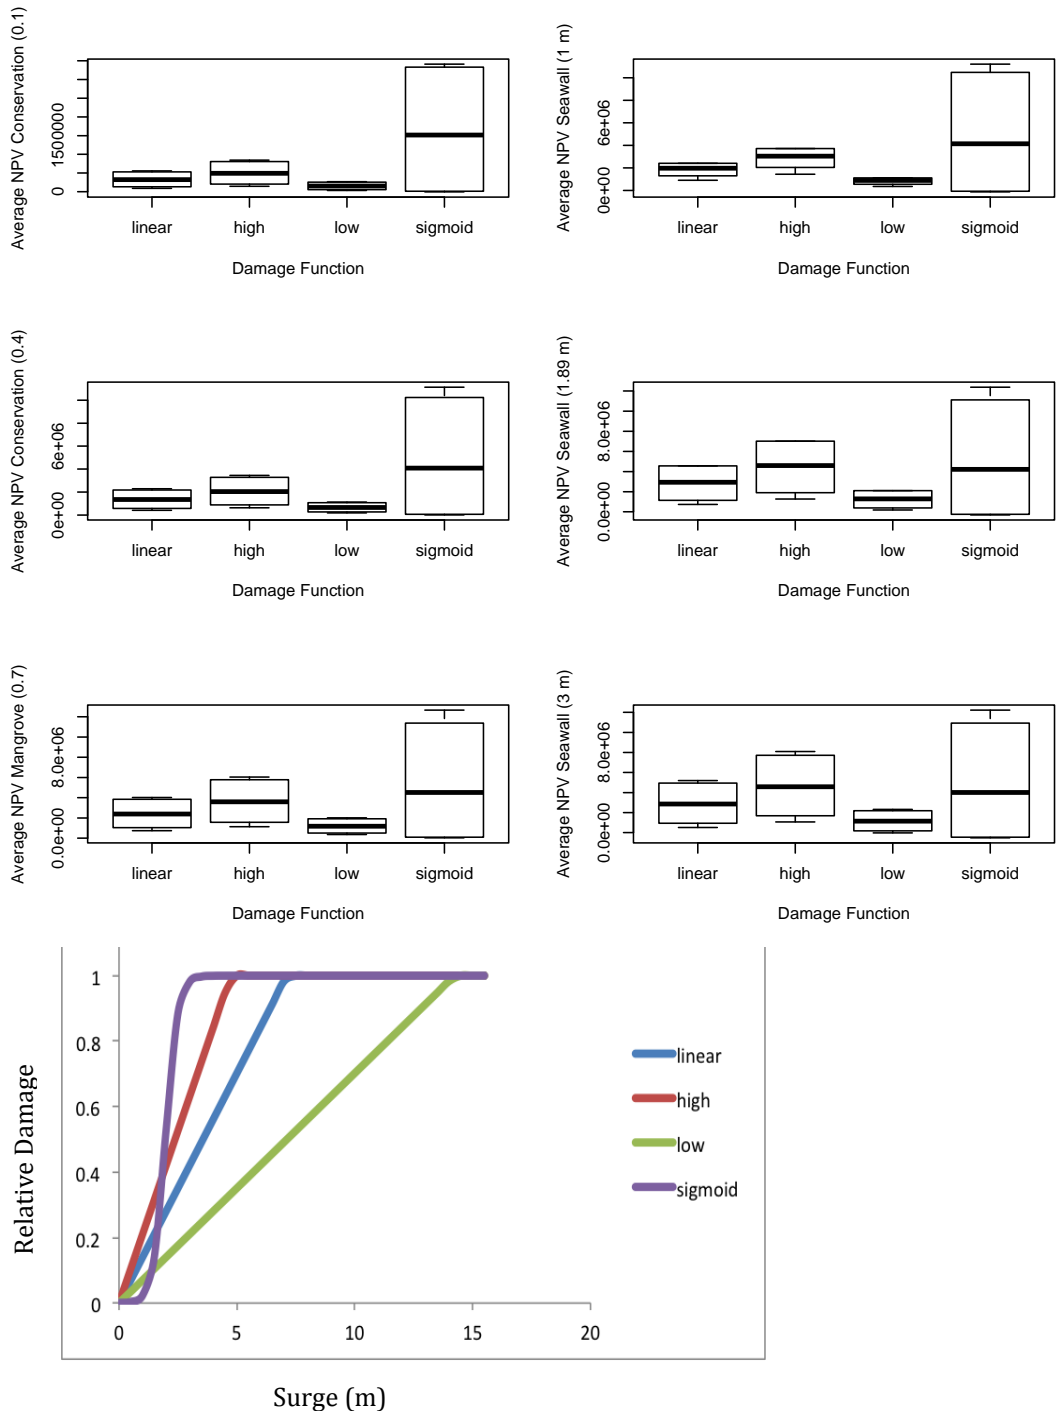 Average NPV Conservation (0.1)
1500000
0
linear high low sigmoid
Damage Function
Average NPV Seawall (1 m)
6e+06
0e+00
linear high low sigmoid
Damage Function
Average NPV Conservation (0.4)
6e+06
0e+00
linear high low sigmoid
Damage Function
Average NPV Seawall (1.89 m)
8.0e+06
0.0e+00
linear high low sigmoid
Damage Function
Average NPV Mangrove (0.7)
8.0e+06
0.0e+00
linear high low sigmoid
Damage Function
Average NPV Seawall (3 m)
8.0e+06
0.0e+00
linear high low sigmoid
Damage Function
Relative Damage
1
0.8
0.6
0.4
0.2
0
0 5 10 15 20
linear
high
low
sigmoid
Surge (m)